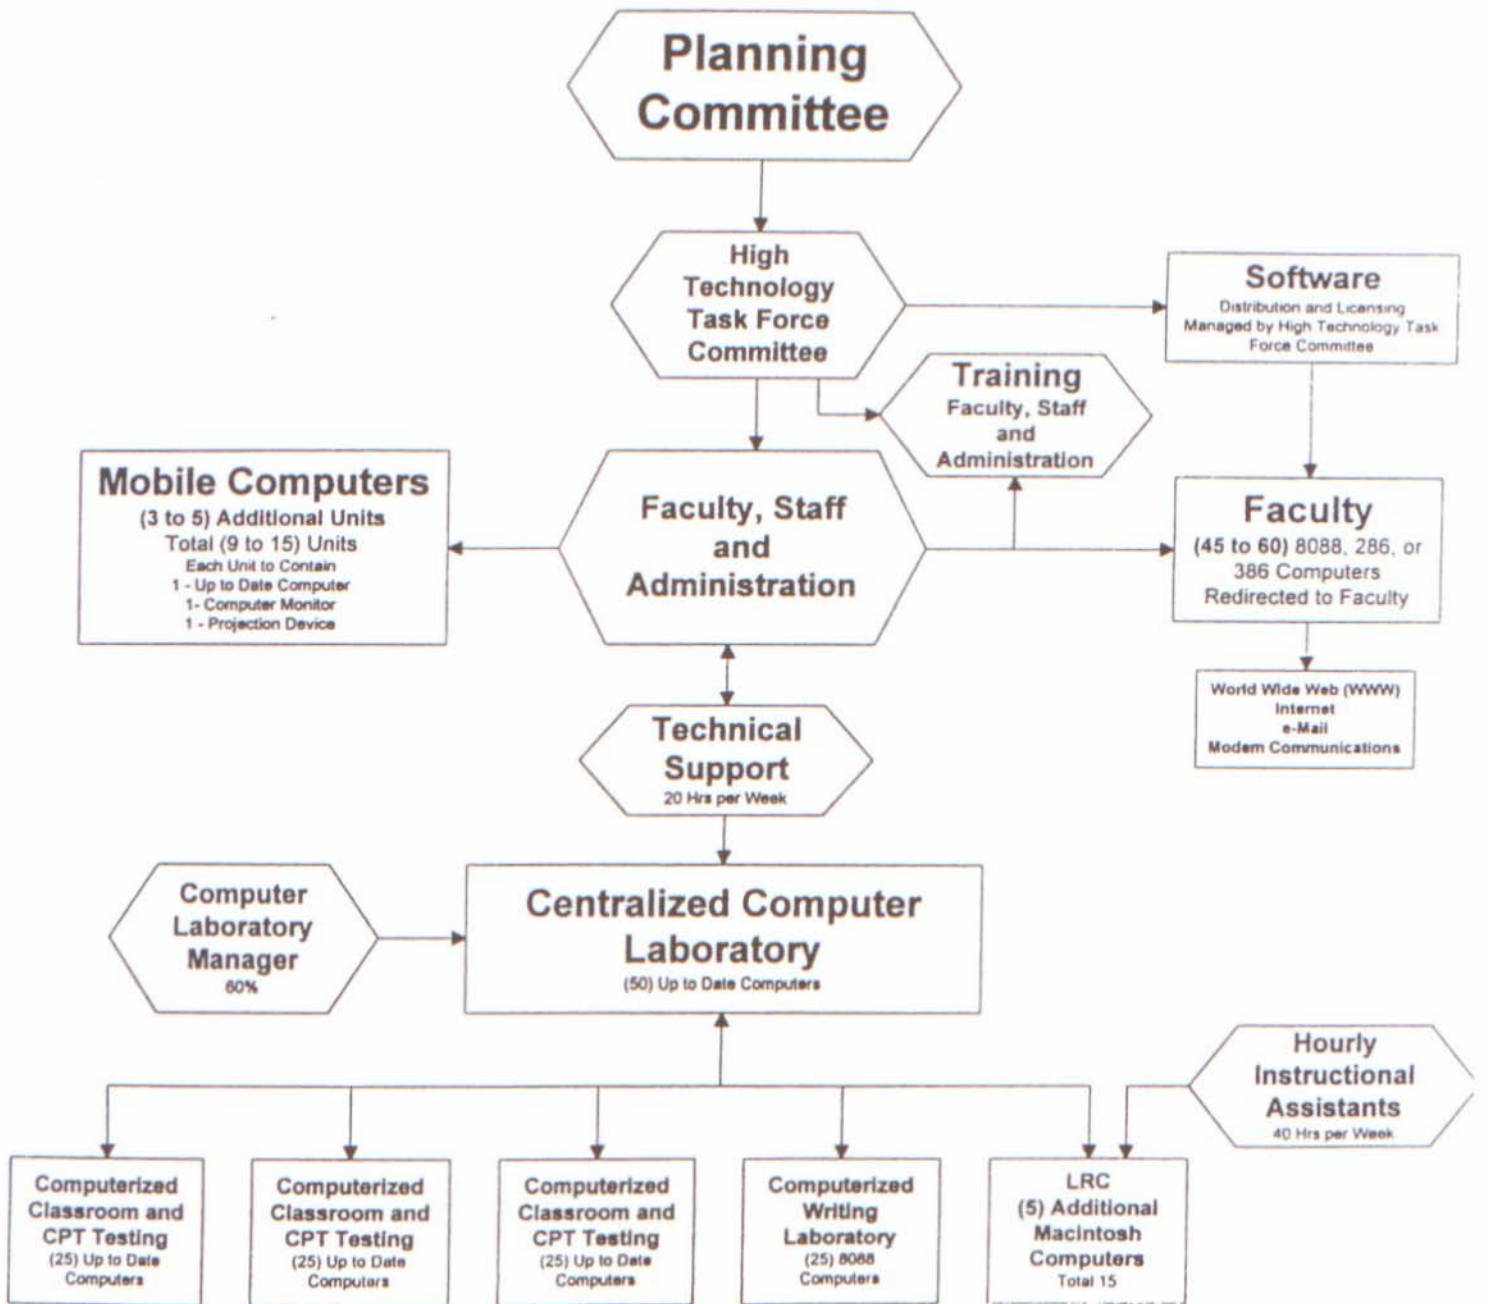 Planning
Committee
High
Technology
Task Force
Committee
Software
Distribution and Licensing
Managed by High Technology Task
Force Committee
Training
Faculty, Staff
and
Administration
Mobile Computers
(3 to 5) Additional Units
Total (9 to 15) Units
Each Unit to Contain
1 - Up to Date Computer
1- Computer Monitor
1 - Projection Device
Faculty, Staff
and
Administration
Faculty
(45 to 60) 8088, 286, or
386 Computers
Redirected to Faculty
World Wide Web (WWW)
Internet
e-Mail
Modem Communications
Technical
Support
20 Hrs per Week
Computer
Laboratory
Manager
60%
Centralized Computer
Laboratory
(50) Up to Date Computers
Hourly
Instructional
Assistants
40 Hrs per Week
Computerized
Classroom and
CPT Testing
(25) Up to Date
Computers
Computerized
Classroom and
CPT Testing
(25) Up to Date
Computers
Computerized
Classroom and
CPT Testing
(25) Up to Date
Computers
Computerized
Writing
Laboratory
(25) 8088
Computers
LRC
(5) Additional
Macintosh
Computers
Total 15